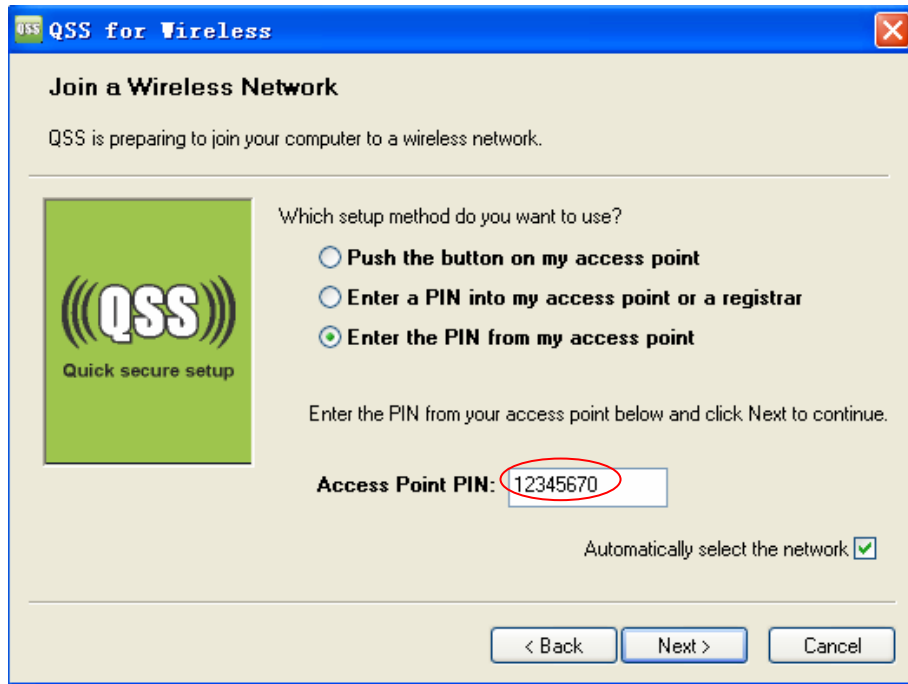 QSS QSS for Wireless
Join a Wireless Network
QSS is preparing to join your computer to a wireless network.
Which setup method do you want to use?
Push the button on my access point
Enter a PIN into my access point or a registrar
Enter the PIN from my access point
(((QSS)))
Quick secure setup
Enter the PIN from your access point below and click Next to continue.
Access Point PIN: 12345670
Automatically select the network
< Back Next > Cancel